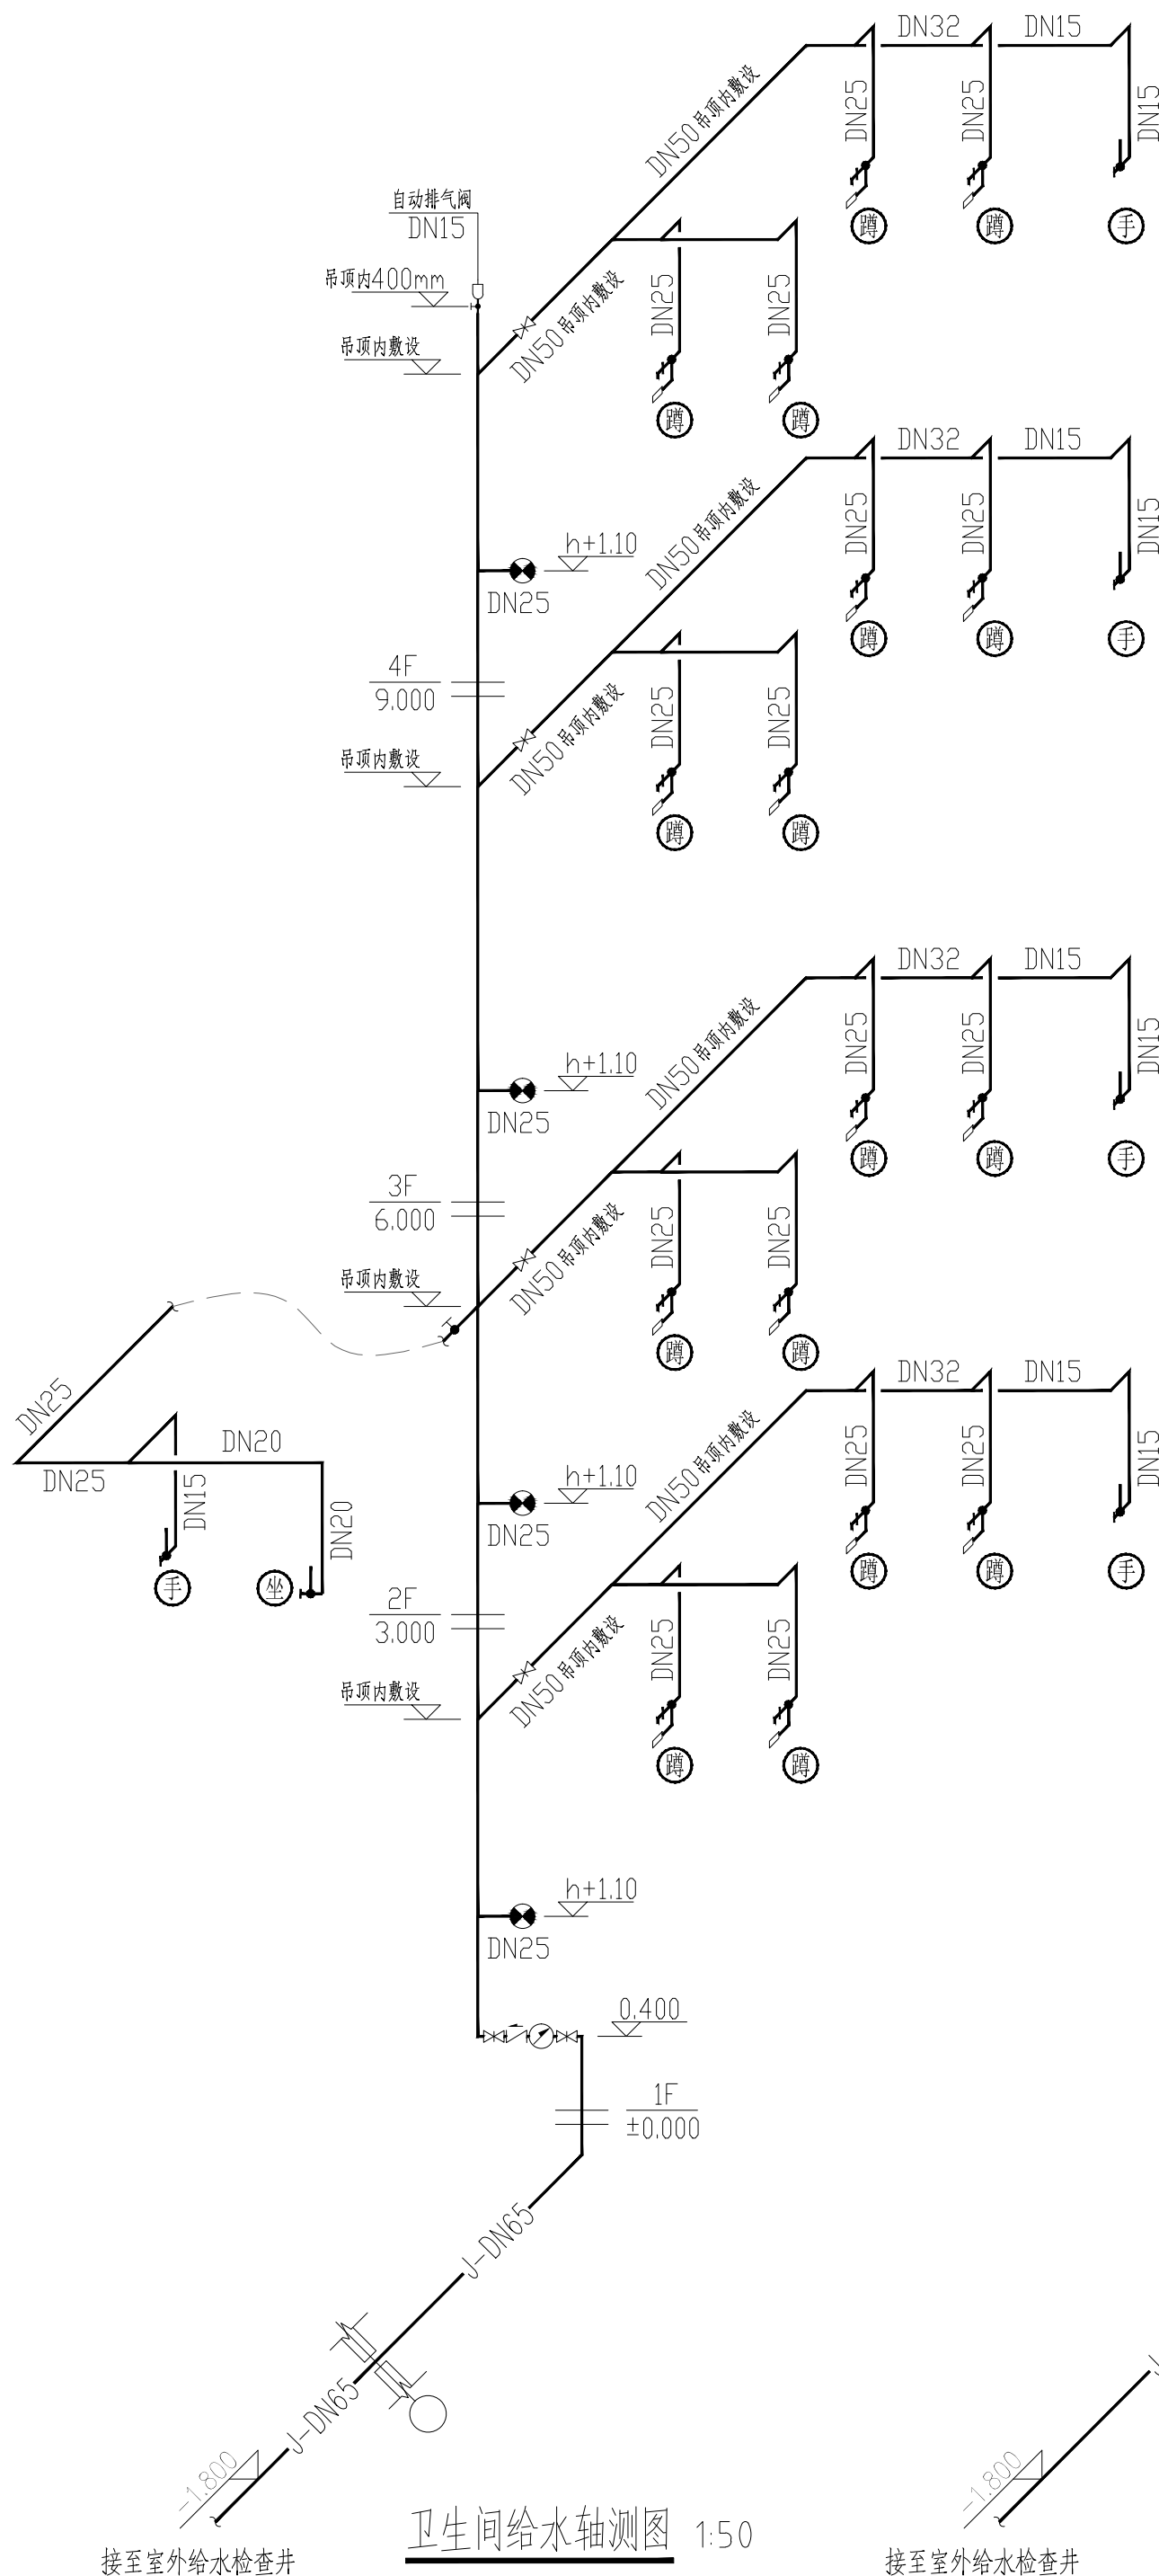 DN32 DN15
DN50吊顶内敷设
DN25 DN25 DN15
自动排气阀
DN15
蹲 蹲 手
吊顶内400mm
DN50吊顶内敷设
DN25 DN25
吊顶内敷设
蹲 蹲
DN32 DN15
DN50吊顶内敷设
DN25 DN25 DN15
h+1.10
DN25
蹲 蹲 手
4F
9.000
DN50吊顶内敷设
DN25 DN25
吊顶内敷设
蹲 蹲
DN32 DN15
DN50吊顶内敷设
DN25 DN25 DN15
h+1.10
DN25
蹲 蹲 手
3F
6.000
DN50吊顶内敷设
DN25 DN25
吊顶内敷设
蹲 蹲
DN32 DN15
DN50吊顶内敷设
DN25 DN25 DN15
DN25
DN20
DN25
DN15
DN20
手 坐
h+1.10
DN25
蹲 蹲 手
2F
3.000
DN50吊顶内敷设
DN25 DN25
吊顶内敷设
蹲 蹲
h+1.10
DN25
0.400
1F
±0.000
J-DN65
J-DN65
-1.800
接至室外给水检查井
卫生间给水轴测图 1:50
-1.800
接至室外给水检查井